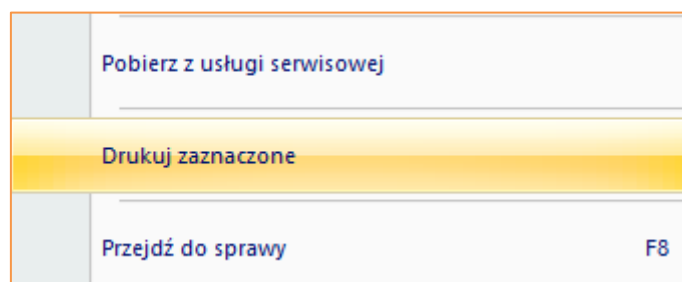 Pobierz z usługi serwisowej
Drukuj zaznaczone
Przejdź do sprawy F8